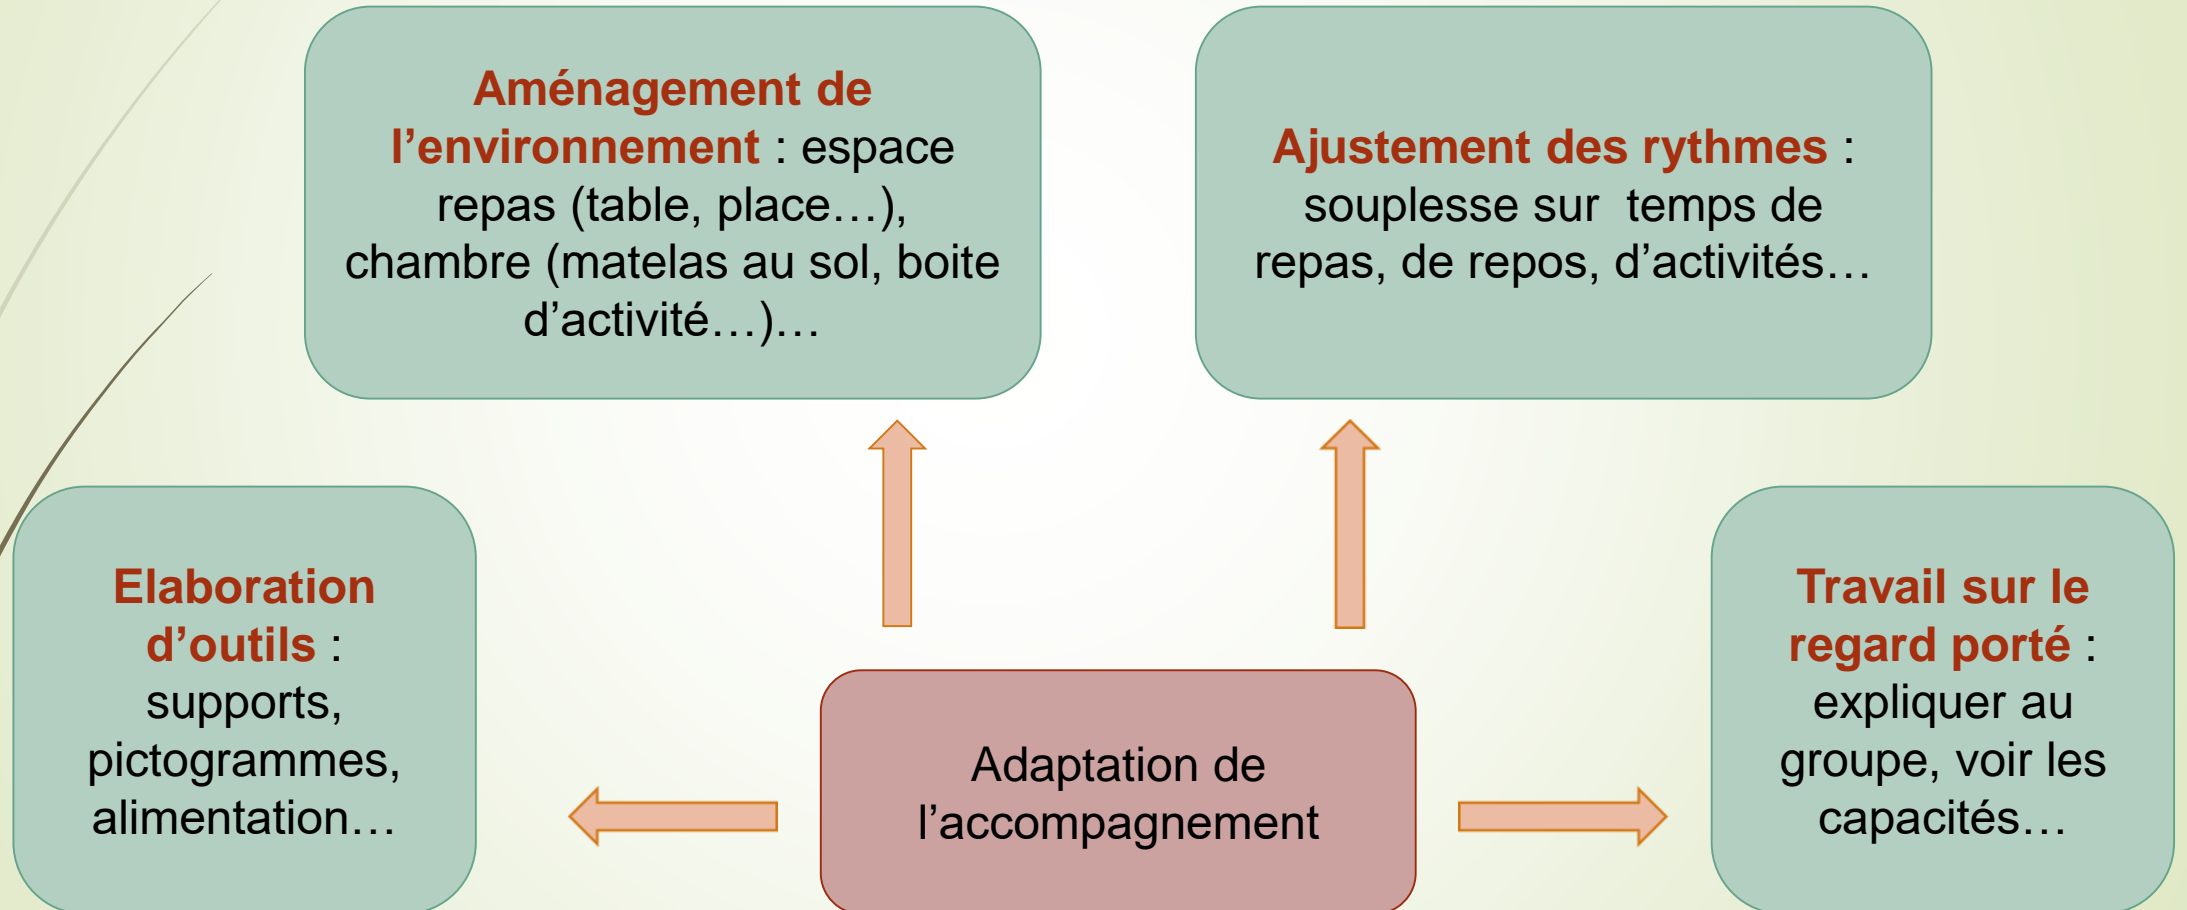 Aménagement de
l’environnement : espace
repas (table, place…),
chambre (matelas au sol, boite
d’activité…)…
Ajustement des rythmes :
souplesse sur  temps de
repas, de repos, d’activités…
Elaboration
d’outils :
supports,
pictogrammes,
alimentation…
Adaptation de
l’accompagnement
Travail sur le
regard porté :
expliquer au
groupe, voir les
capacités…